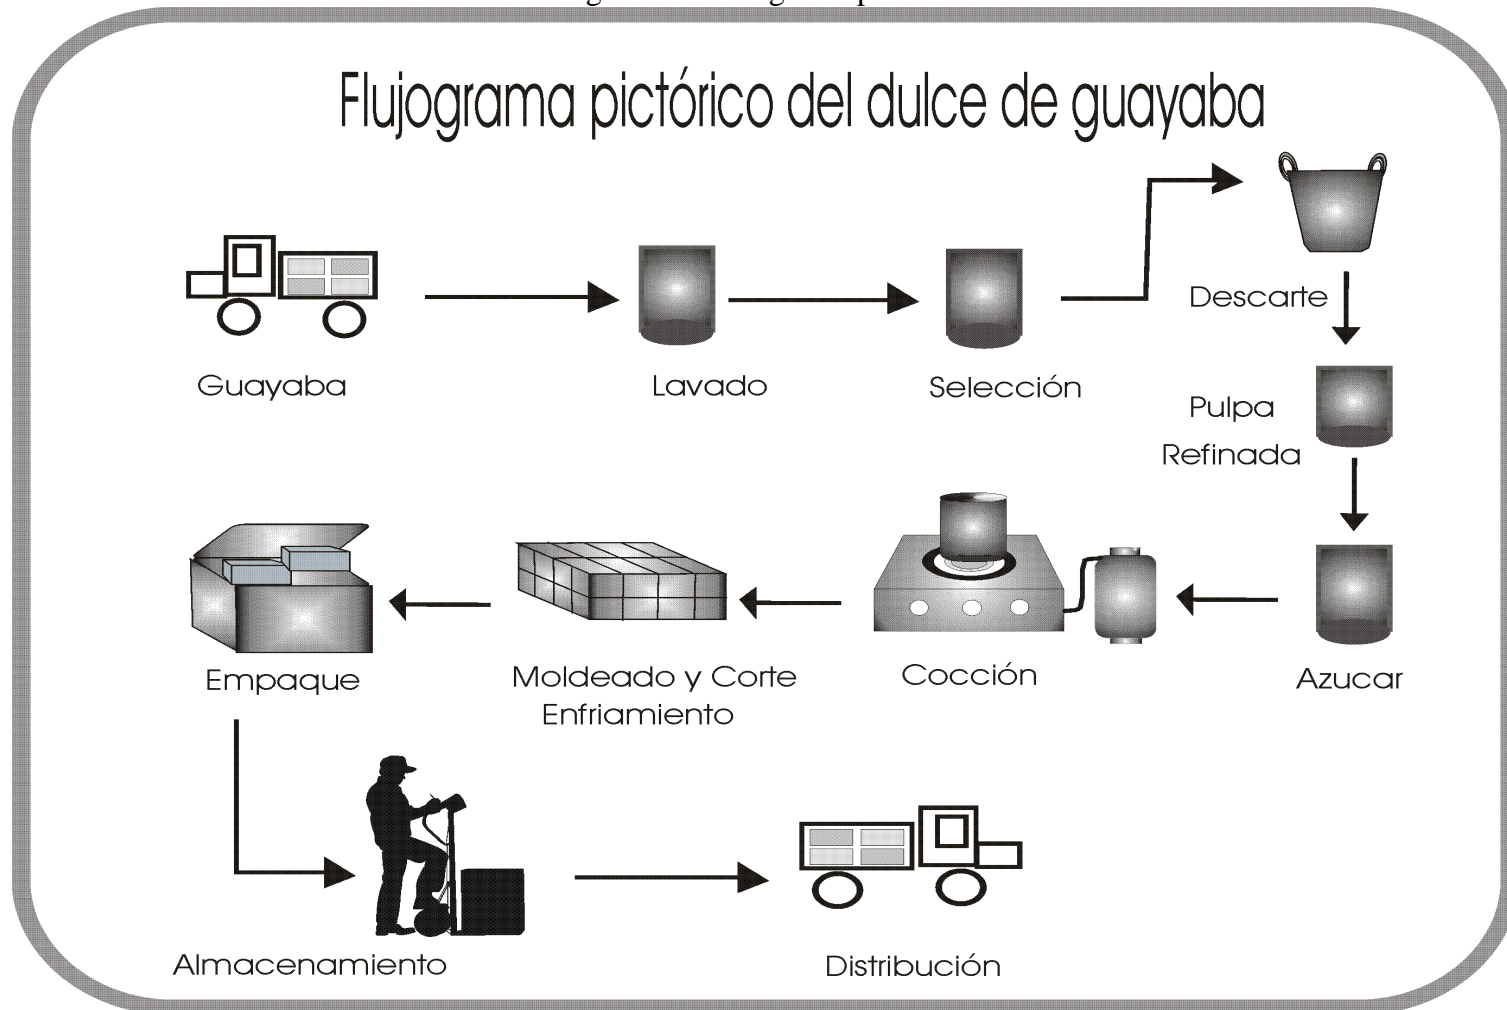 Flujograma pictórico del dulce de guayaba
Guayaba
Lavado
Selección
Descarte
Pulpa
Refinada
Azucar
Cocción
Moldeado y Corte
Enfriamiento
Empaque
Almacenamiento
Distribución